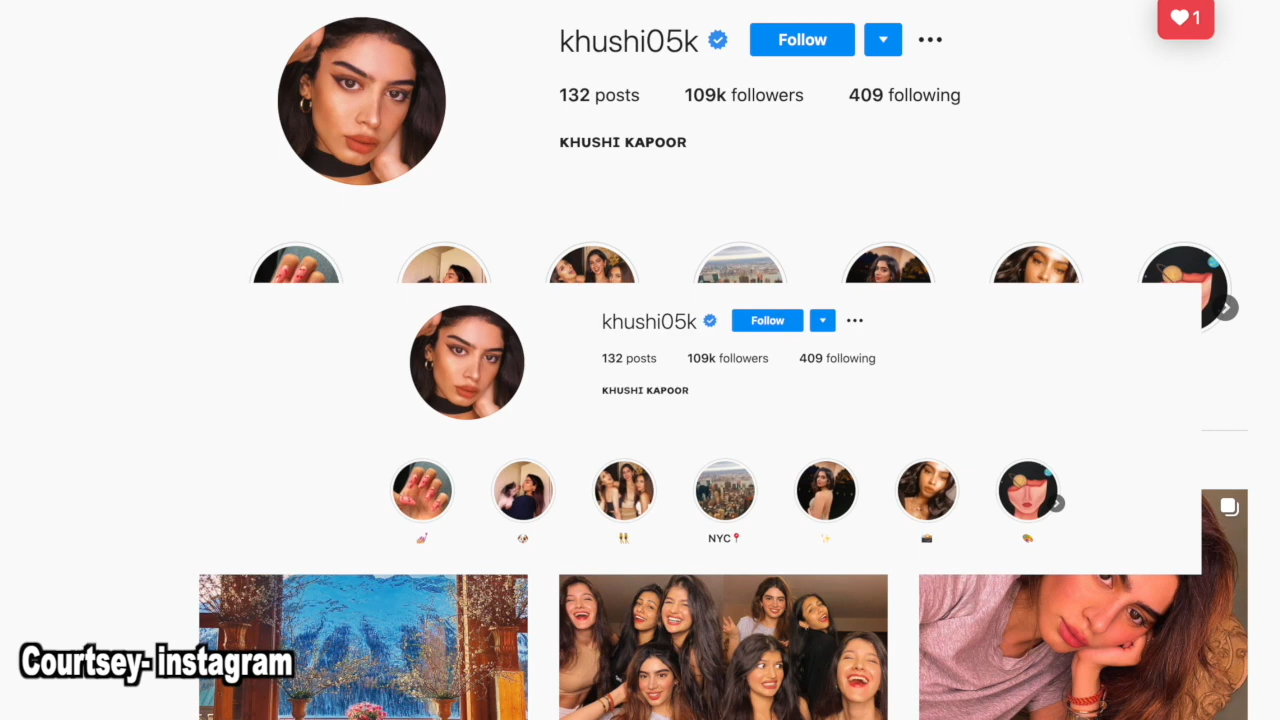 khushi05k Follow
1
132 posts 109k followers 409 following
KHUSHI KAPOOR
khushi05k Follow
132 posts 109k followers 409 following
KHUSHI KAPOOR
NYC
Courtsey- instagram